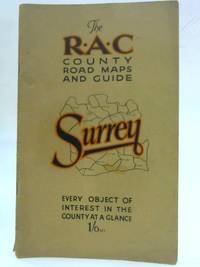 The
R·A·C
COUNTY
ROAD MAPS
AND GUIDE
Surrey
EVERY OBJECT OF
INTEREST IN THE
COUNTY AT A GLANCE
1/6